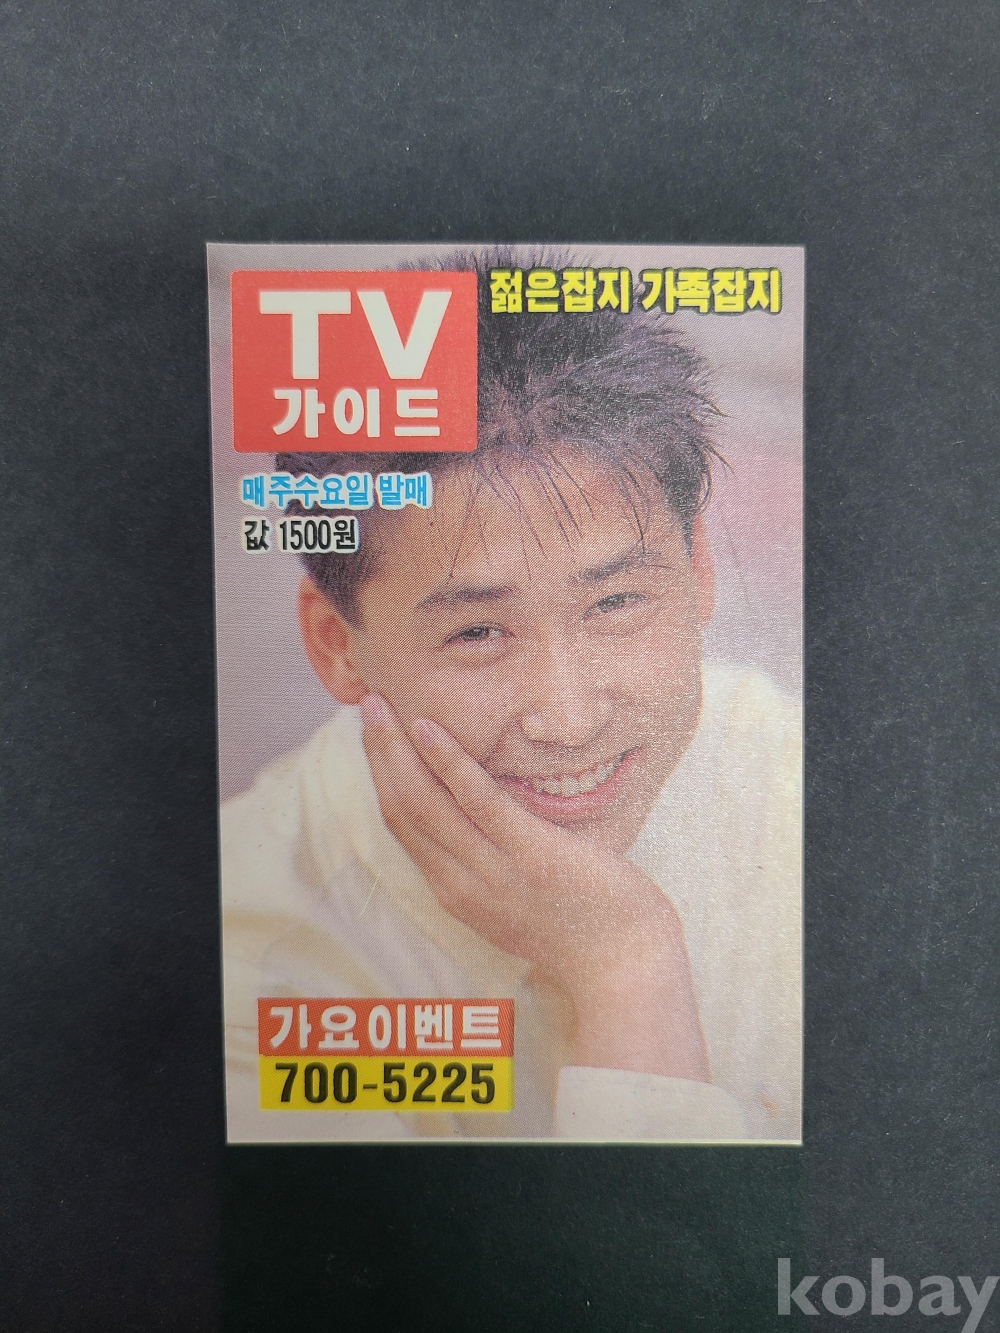 TV
가이드
젊은잡지 가족잡지
매주수요일 발매
값 1500원
가요이벤트
700-5225
kobay